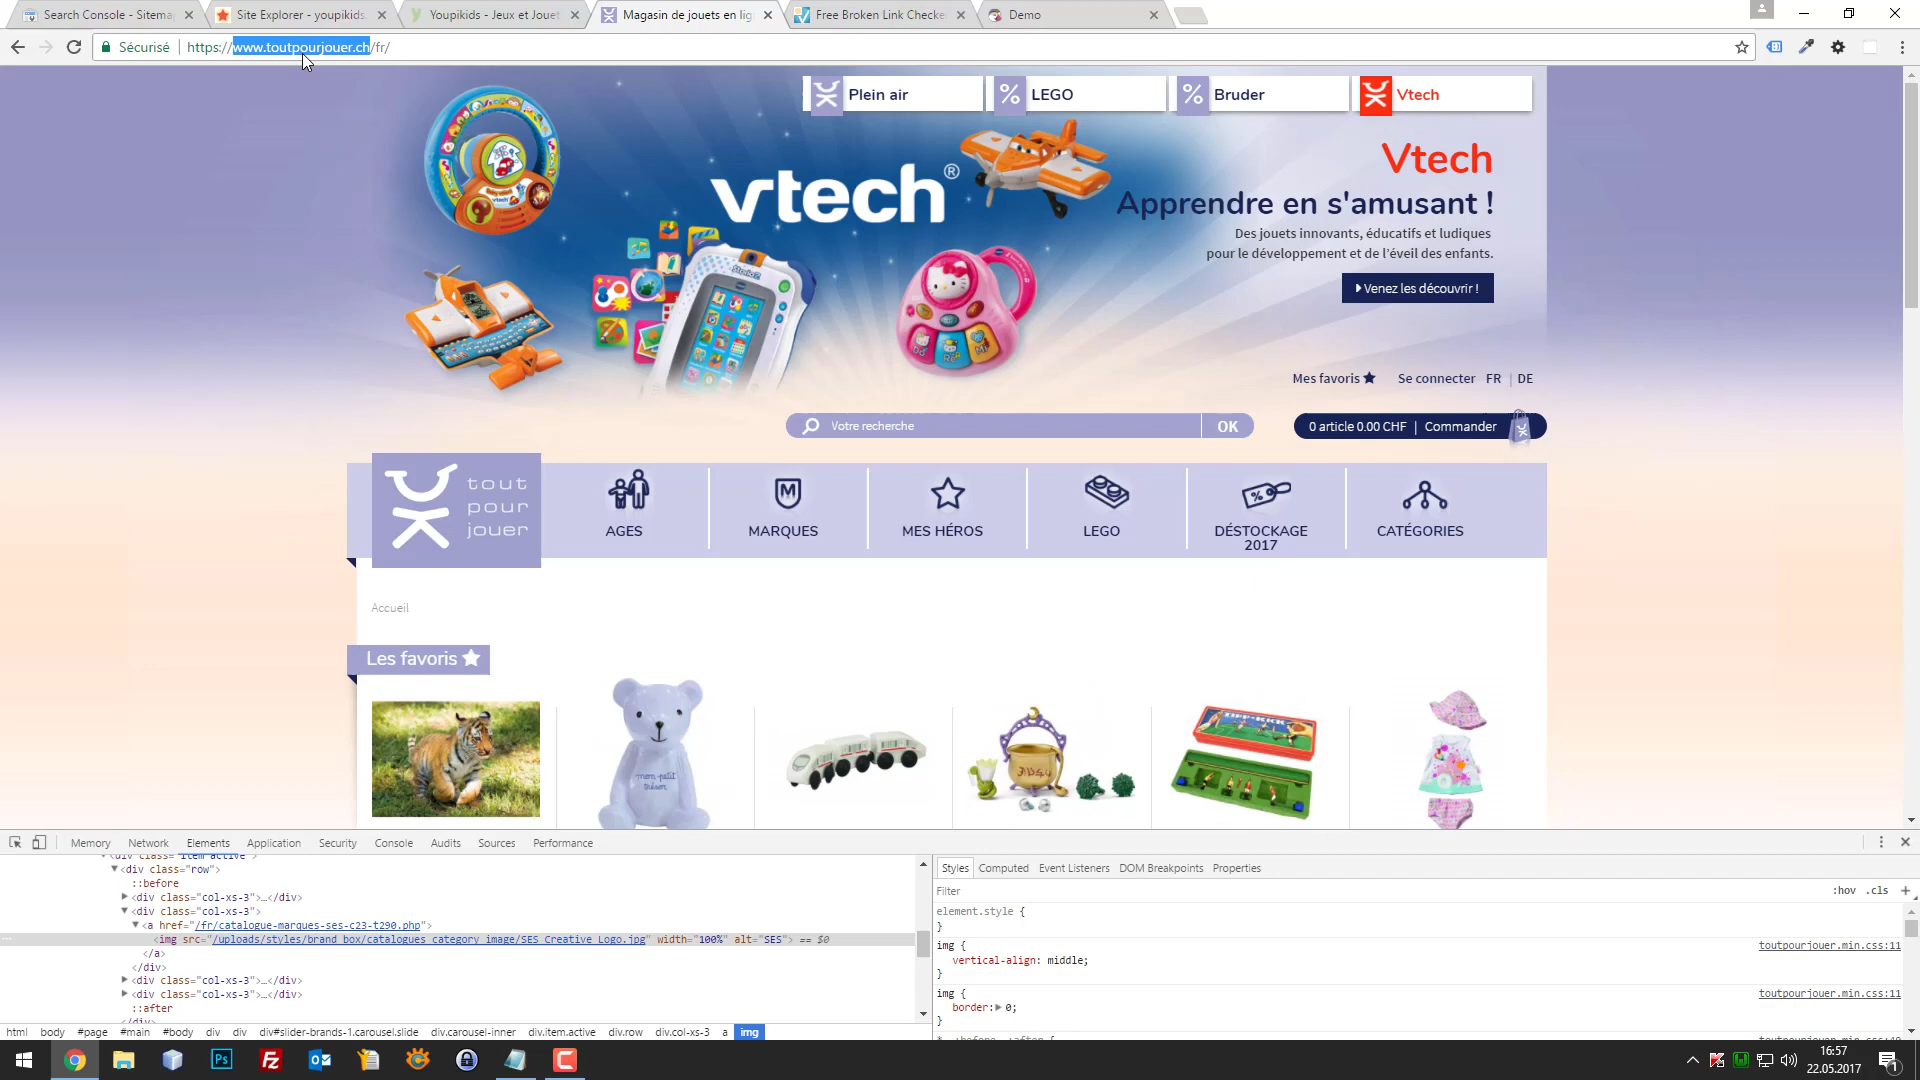 Search Console - Sitema
Site Explorer - youpikids.
Youpikids - Jeux et Jouet
Magasin de jouets en lig
Free Broken Link Checke
Demo
Sécurisé
https://www.toutpourjouer.ch/fr/
Plein air
LEGO
Bruder
Vtech
vtech®
Vtech
Apprendre en s'amusant !
Des jouets innovants, éducatifs et ludiques
pour le développement et de l'éveil des enfants.
Venez les découvrir !
Mes favoris
Se connecter
FR | DE
Votre recherche
OK
0 article 0.00 CHF | Commander
tout
pour
jouer
AGES
MARQUES
MES HÉROS
LEGO
DÉSTOCKAGE
2017
CATÉGORIES
Accueil
Les favoris
mon petit
trésor
Memory Network Elements Application Security Console Audits Sources Performance
<div class="item active">
<div class="row">
::before
<div class="col-xs-3">…</div>
<div class="col-xs-3">
<a href="/fr/catalogue-marques-ses-c23-t290.php">
<img src="/uploads/styles/brand_box/catalogues_category_image/SES_Creative_Logo.jpg" width="100%" alt="SES"> == $0
</a>
</div>
<div class="col-xs-3">…</div>
<div class="col-xs-3">…</div>
::after
</div>
html body #page #main #body div div div#slider-brands-1.carousel.slide div.carousel-inner div.item.active div.row div.col-xs-3 a img
Styles Computed Event Listeners DOM Breakpoints Properties
Filter
:hov .cls +
element.style {
}
img {
toutpourjouer.min.css:11
vertical-align: middle;
}
img {
toutpourjouer.min.css:11
border: 0;
}
16:57
22.05.2017
1